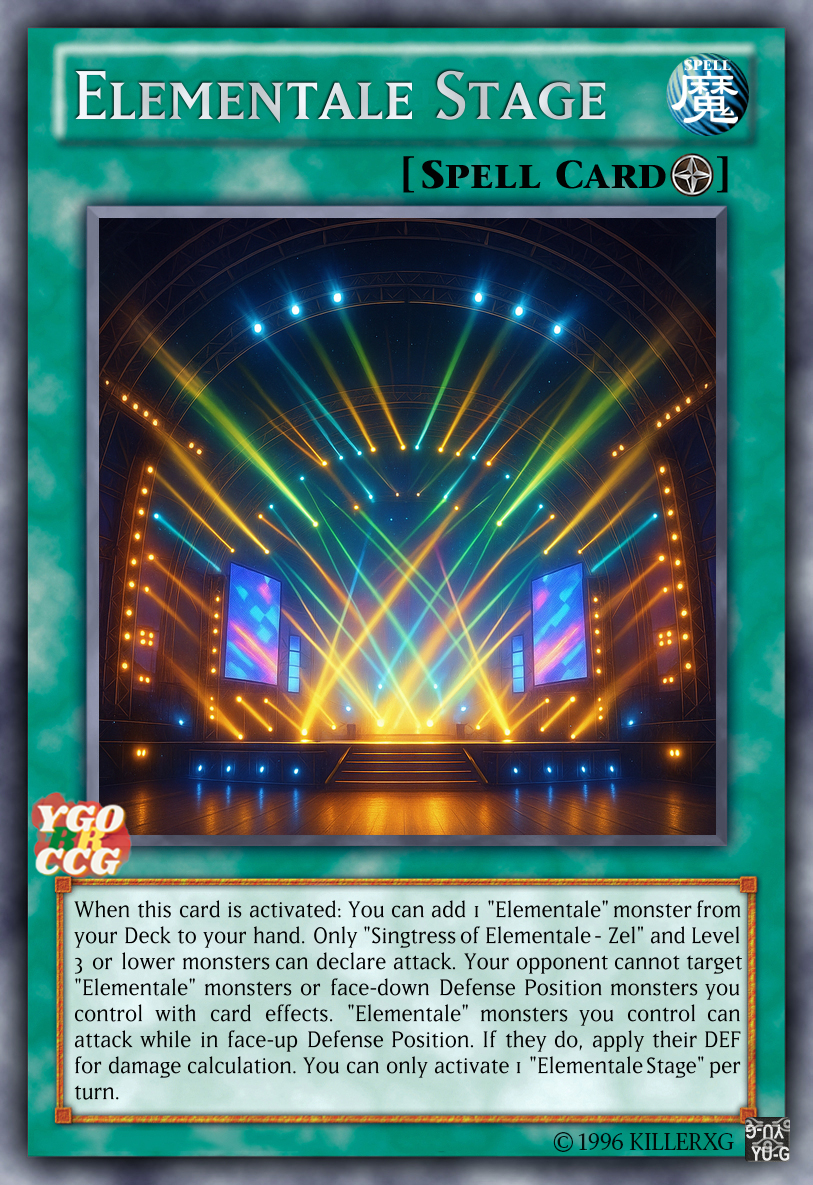 Elementale Stage
SPELL
魔
[Spell Card]
YGO
CCG
When this card is activated: You can add 1 "Elementale" monster from
your Deck to your hand. Only "Singtress of Elementale - Zel" and Level
3 or lower monsters can declare attack. Your opponent cannot target
"Elementale" monsters or face-down Defense Position monsters you
control with card effects. "Elementale" monsters you control can
attack while in face-up Defense Position. If they do, apply their DEF
for damage calculation. You can only activate 1 "Elementale Stage" per
turn.
© 1996 KILLERXG
YU-G